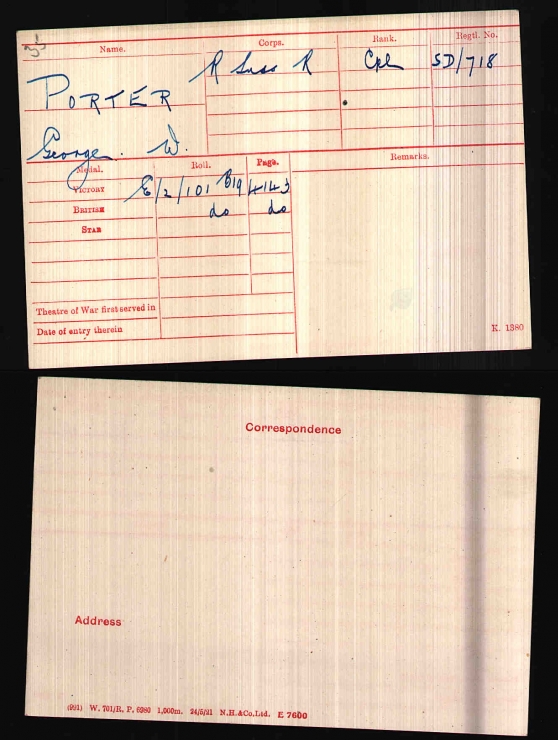 Name. Corps. Rank. Regtl. No.
R Suss R Cpl SD/718
PORTER
George. W.
Medal. Roll. Page. Remarks.
VICTORY E/2/101 B19 4143
BRITISH do do
STAR
Theatre of War first served in
Date of entry therein
K. 1380
Correspondence
Address
(991) W. 701/R. P. 6980 1,000m. 24/5/21 N.H.&Co.Ltd. E 7600